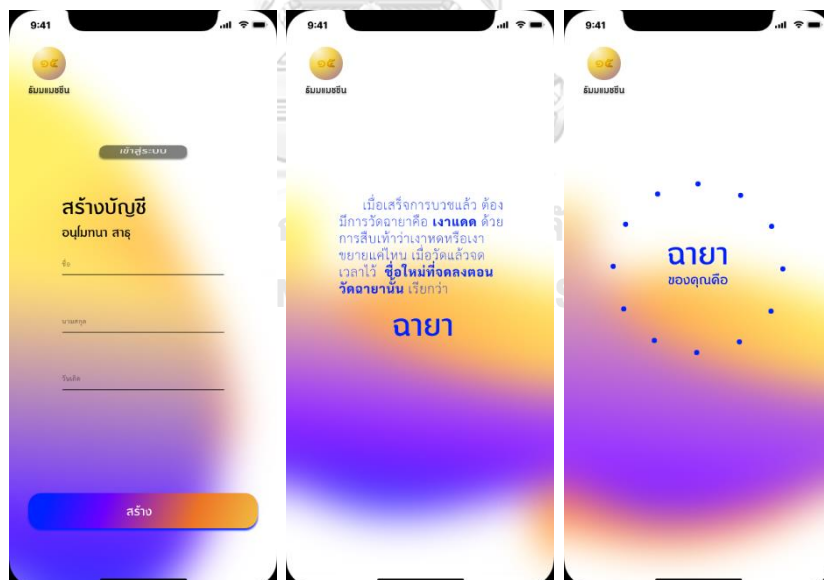 9:41
๑๕
ธัมมแมชชีน
เข้าสู่ระบบ
สร้างบัญชี
อนุโมทนา สาธุ
ชื่อ
นามสกุล
วันเกิด
สร้าง
9:41
๑๕
ธัมมแมชชีน
เมื่อเสร็จการบวชแล้ว ต้อง
มีการวัดฉายาคือ เงาแดด ด้วย
การสืบเท้าว่าเงาหดหรือเงา
ขยายแค่ไหน เมื่อวัดแล้วจด
เวลาไว้ ชื่อใหม่ที่จดลงตอน
วัดฉายานั้น เรียกว่า
ฉายา
9:41
๑๕
ธัมมแมชชีน
ฉายา
ของคุณคือ